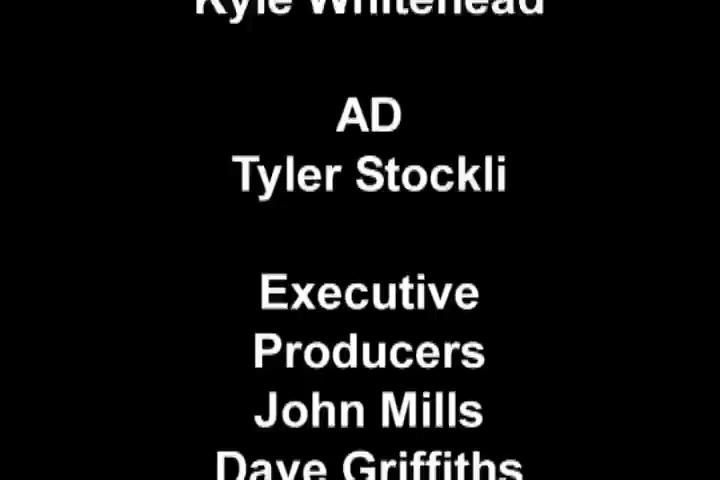 Kyle Whitehead
AD
Tyler Stockli
Executive
Producers
John Mills
Dave Griffiths